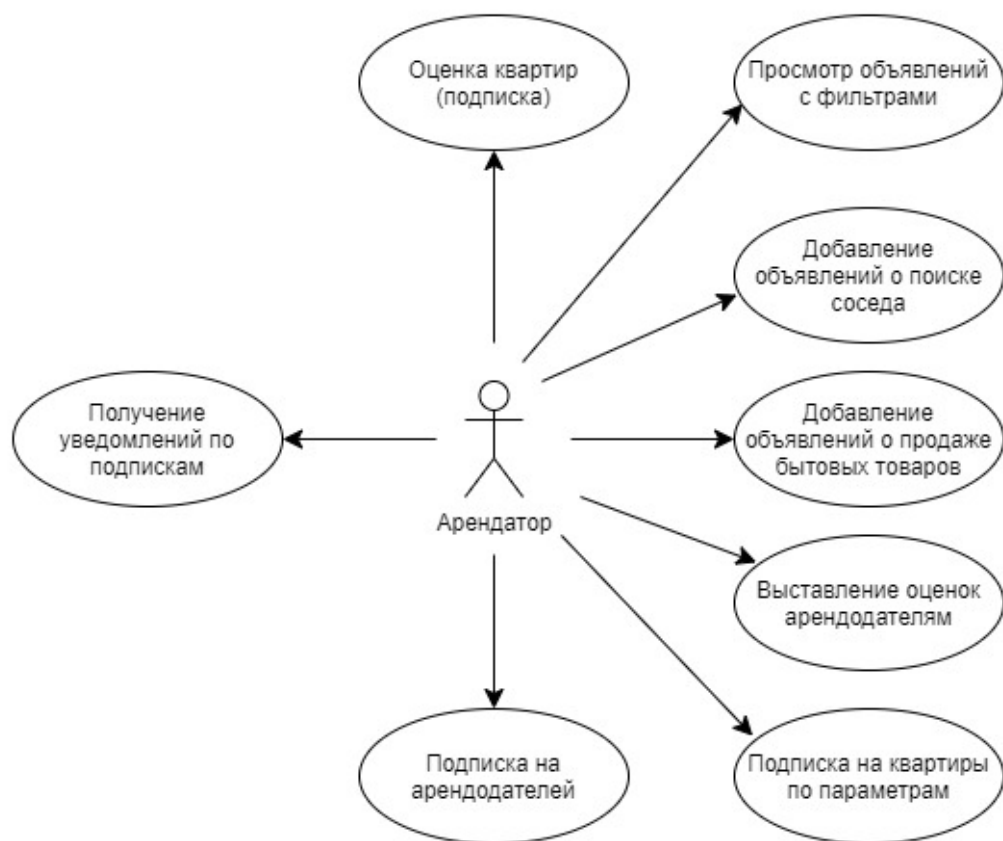 Оценка квартир
(подписка)
Просмотр объявлений
с фильтрами
Добавление
объявлений о поиске
соседа
Получение
уведомлений по
подпискам
Добавление
объявлений о продаже
бытовых товаров
Арендатор
Выставление оценок
арендодателям
Подписка на
арендодателей
Подписка на квартиры
по параметрам